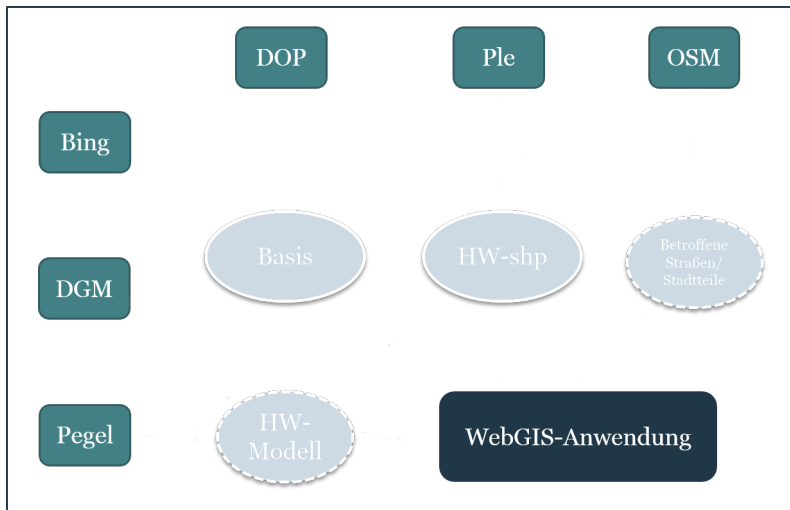 DOP
Ple
OSM
Bing
Basis
HW-shp
Betroffene
Straßen/
Stadtteile
DGM
Pegel
HW-
Modell
WebGIS-Anwendung